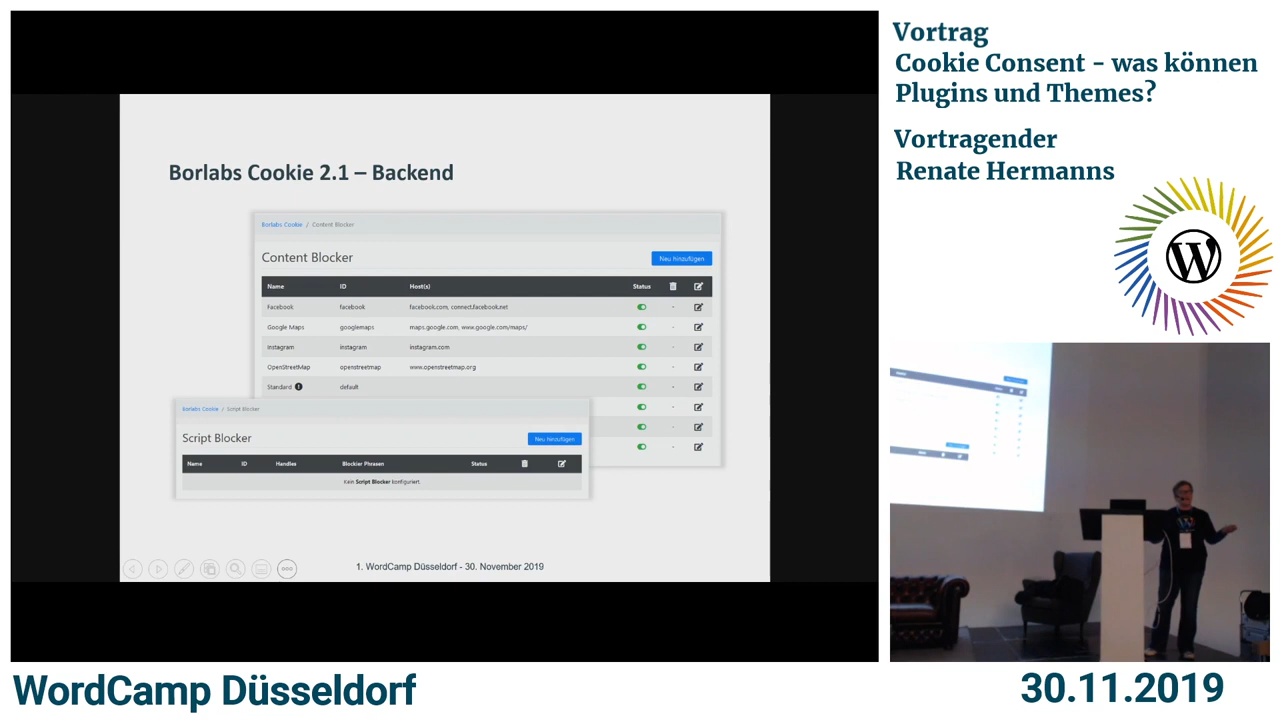 Vortrag
Cookie Consent - was können
Plugins und Themes?
Vortragender
Renate Hermanns
Borlabs Cookie 2.1 – Backend
Borlabs Cookie / Content Blocker
Content Blocker
Neu hinzufügen
Name ID Host(s) Status
Facebook facebook facebook.com, connect.facebook.net -
Google Maps googlemaps maps.google.com, www.google.com/maps/ -
Instagram instagram instagram.com -
OpenStreetMap openstreetmap www.openstreetmap.org -
Standard default -
Borlabs Cookie / Script Blocker
Script Blocker
Neu hinzufügen
Name ID Handles Blockier Phrasen Status
Kein Script Blocker konfiguriert.
1. WordCamp Düsseldorf - 30. November 2019
WordCamp Düsseldorf
30.11.2019